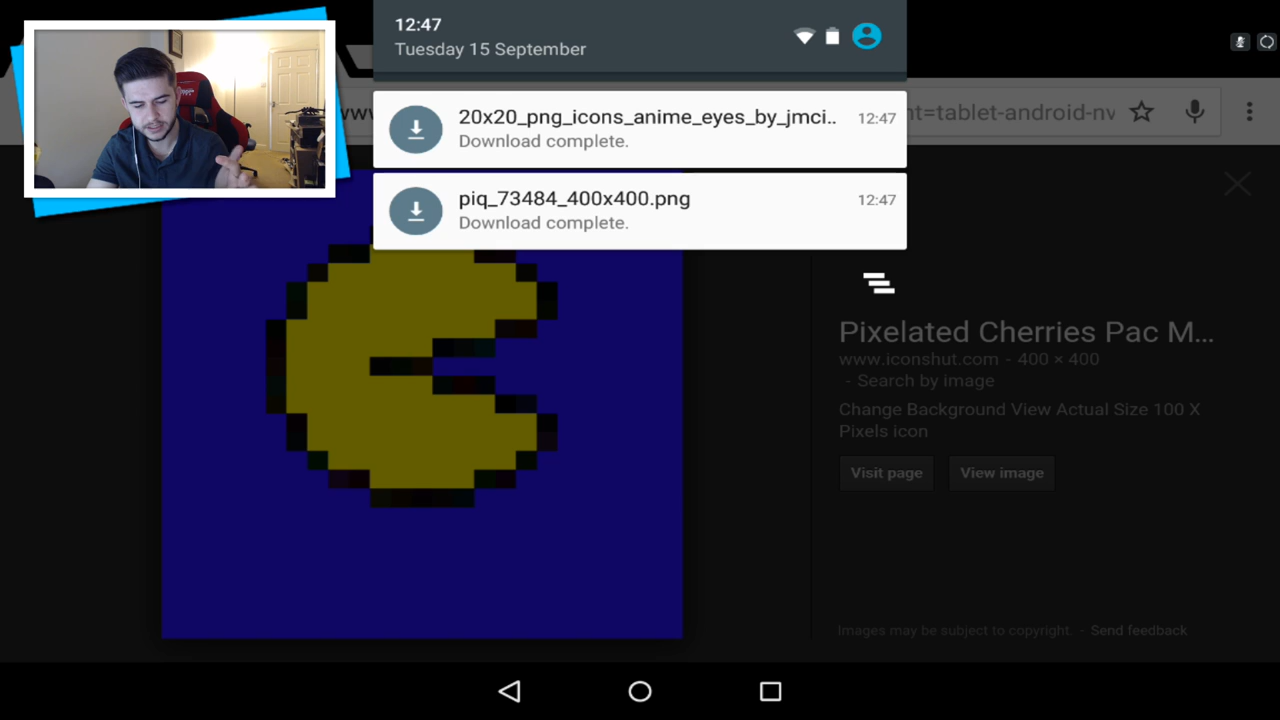 12:47
Tuesday 15 September
20x20_png_icons_anime_eyes_by_jmci.. 12:47
Download complete.
piq_73484_400x400.png 12:47
Download complete.
nt=tablet-android-nv
Pixelated Cherries Pac M...
www.iconshut.com - 400 × 400
- Search by image
Change Background View Actual Size 100 X
Pixels icon
Visit page View image
Images may be subject to copyright. - Send feedback